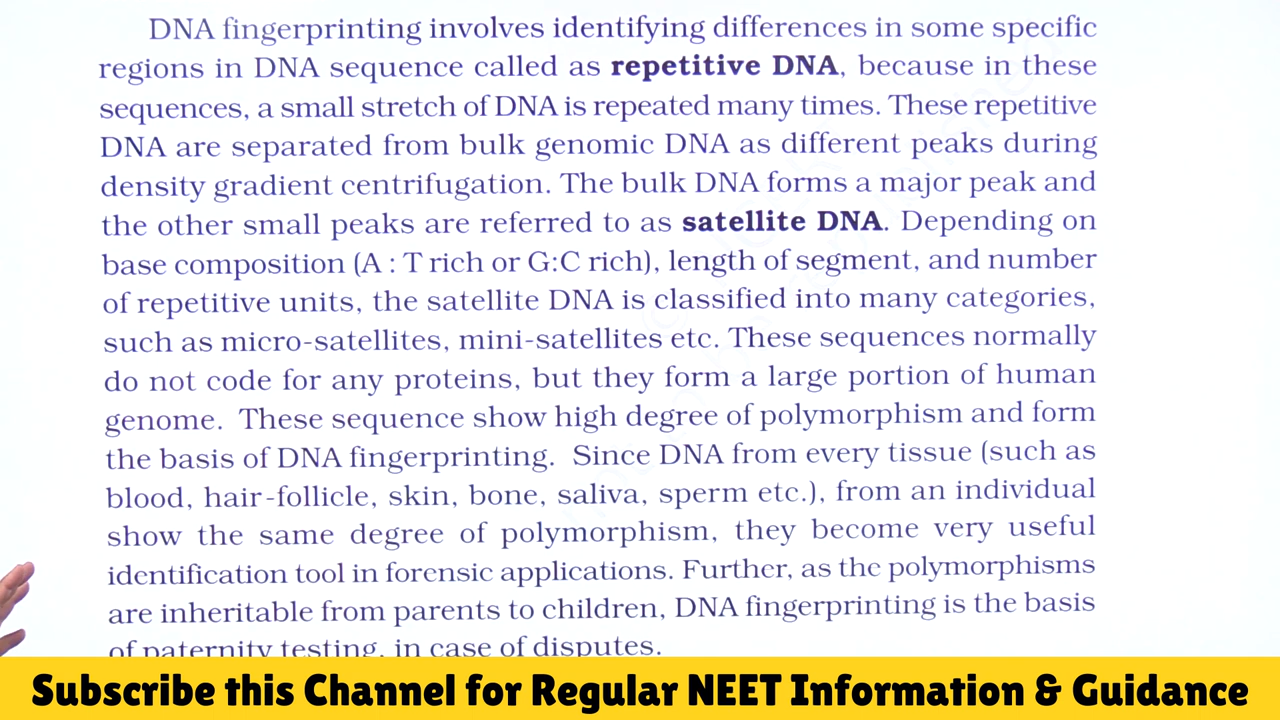 DNA fingerprinting involves identifying differences in some specific
regions in DNA sequence called as repetitive DNA, because in these
sequences, a small stretch of DNA is repeated many times. These repetitive
DNA are separated from bulk genomic DNA as different peaks during
density gradient centrifugation. The bulk DNA forms a major peak and
the other small peaks are referred to as satellite DNA. Depending on
base composition (A : T rich or G:C rich), length of segment, and number
of repetitive units, the satellite DNA is classified into many categories,
such as micro-satellites, mini-satellites etc. These sequences normally
do not code for any proteins, but they form a large portion of human
genome. These sequence show high degree of polymorphism and form
the basis of DNA fingerprinting. Since DNA from every tissue (such as
blood, hair-follicle, skin, bone, saliva, sperm etc.), from an individual
show the same degree of polymorphism, they become very useful
identification tool in forensic applications. Further, as the polymorphisms
are inheritable from parents to children, DNA fingerprinting is the basis
of paternity testing, in case of disputes.
Subscribe this Channel for Regular NEET Information & Guidance